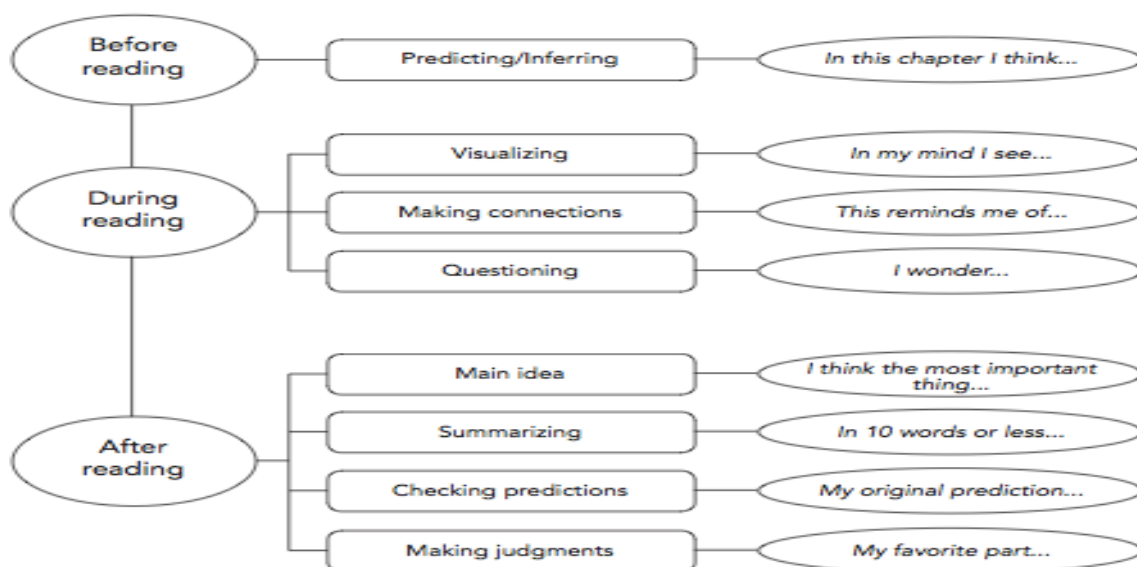 Before
reading
Predicting/Inferring
In this chapter I think...
During
reading
Visualizing
In my mind I see...
Making connections
This reminds me of...
Questioning
I wonder...
After
reading
Main idea
I think the most important
thing...
Summarizing
In 10 words or less...
Checking predictions
My original prediction...
Making judgments
My favorite part...